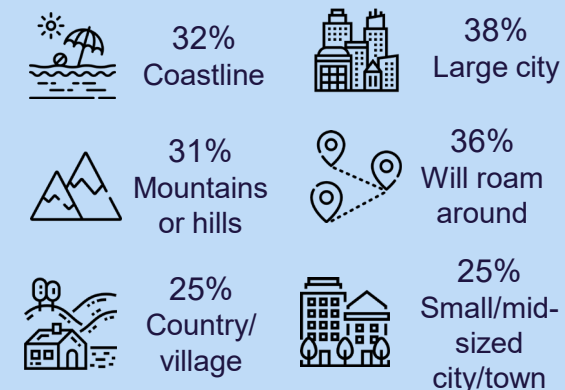 32%
Coastline
38%
Large city
31%
Mountains
or hills
36%
Will roam
around
25%
Country/
village
25%
Small/mid-
sized
city/town